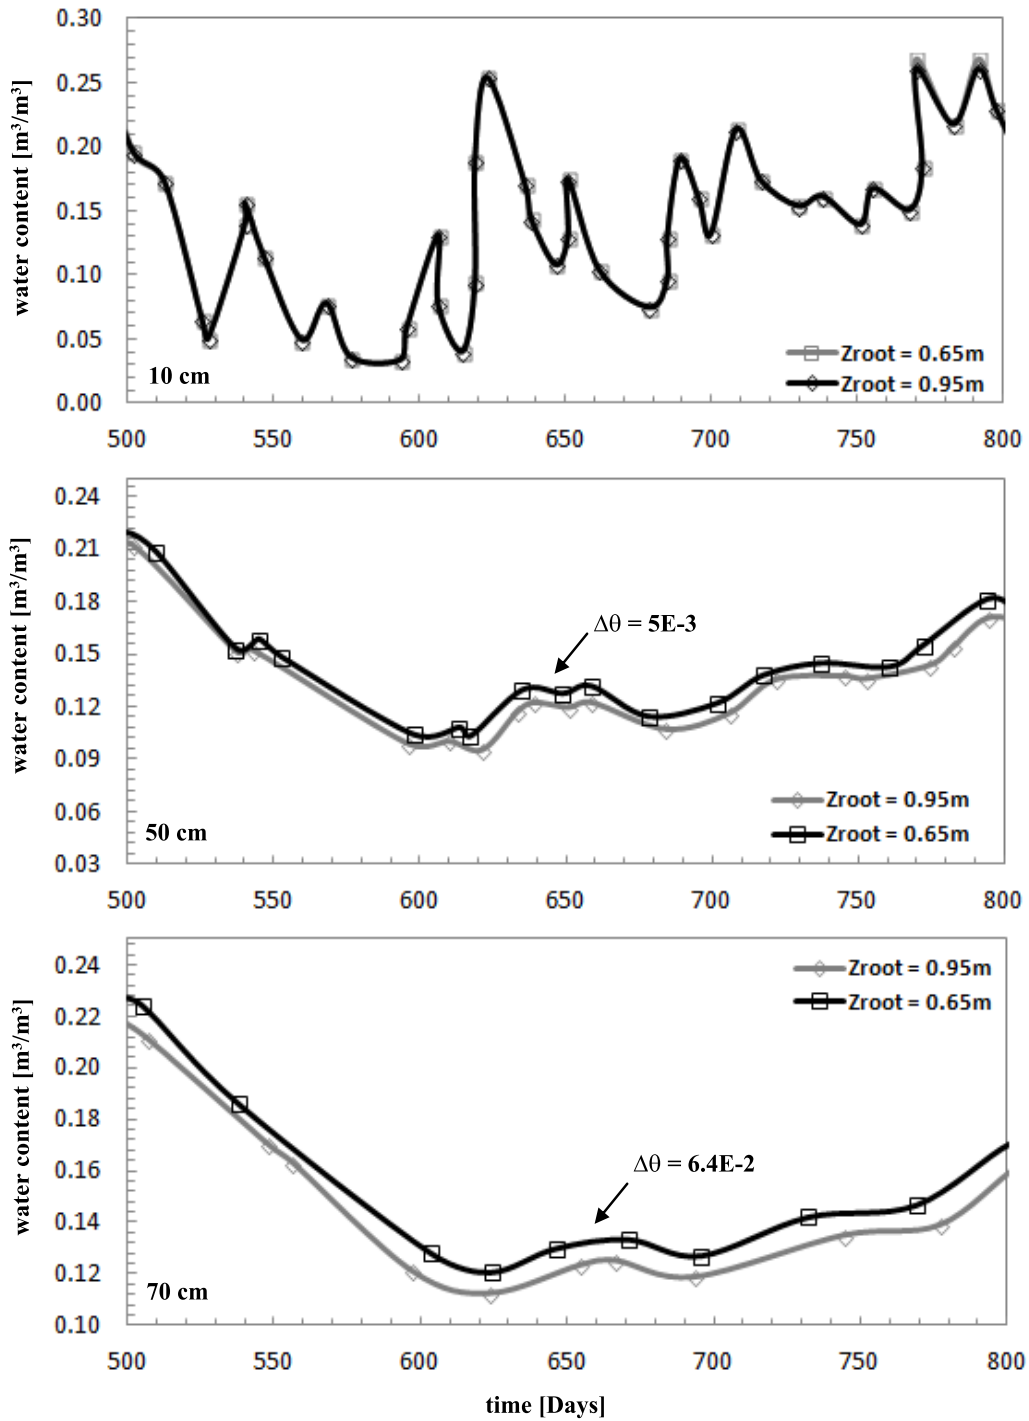 0.30
0.25
0.20
0.15
0.10
0.05
0.00
water content [m³/m³]
10 cm
Zroot = 0.65m
Zroot = 0.95m
500 550 600 650 700 750 800
0.24
0.21
0.18
0.15
0.12
0.09
0.06
0.03
water content [m³/m³]
Δθ = 5E-3
50 cm
Zroot = 0.95m
Zroot = 0.65m
500 550 600 650 700 750 800
0.24
0.22
0.20
0.18
0.16
0.14
0.12
0.10
water content [m³/m³]
Zroot = 0.95m
Zroot = 0.65m
Δθ = 6.4E-2
70 cm
500 550 600 650 700 750 800
time [Days]